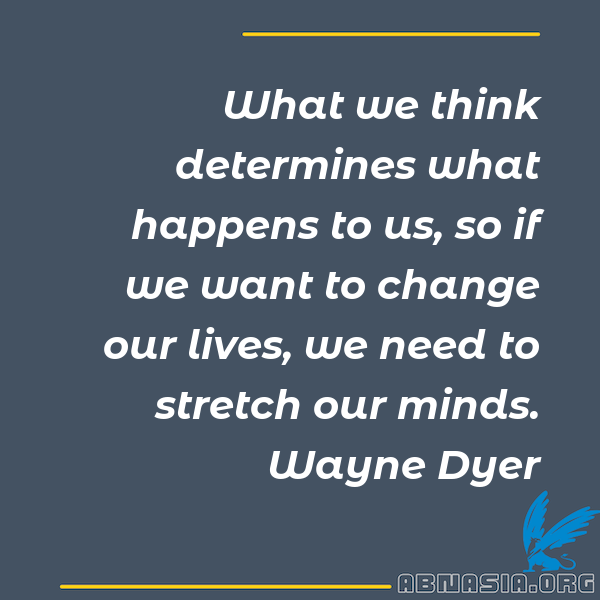 What we think
determines what
happens to us, so if
we want to change
our lives, we need to
stretch our minds.
Wayne Dyer
ABNASIA.ORG